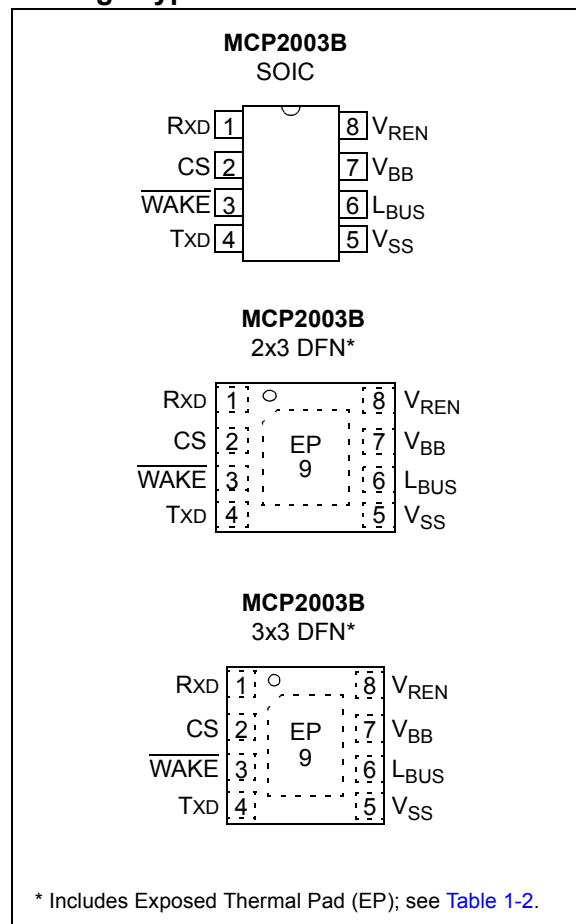 MCP2003B
SOIC
RXD 1 8 VREN
CS 2 7 VBB
WAKE 3 6 LBUS
TXD 4 5 VSS
MCP2003B
2x3 DFN*
RXD 1 8 VREN
CS 2 EP 7 VBB
WAKE 3 9 6 LBUS
TXD 4 5 VSS
MCP2003B
3x3 DFN*
RXD 1 8 VREN
CS 2 EP 7 VBB
WAKE 3 9 6 LBUS
TXD 4 5 VSS
* Includes Exposed Thermal Pad (EP); see Table 1-2.